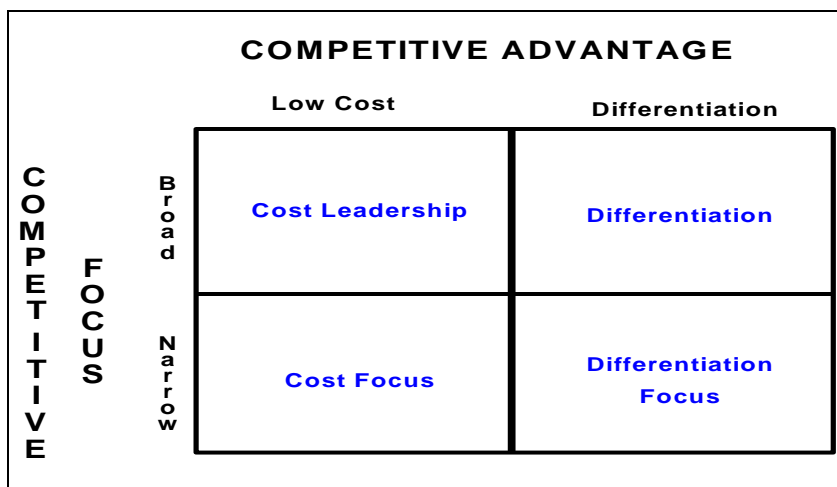 COMPETITIVE ADVANTAGE
Low Cost
Differentiation
COMPETITIVE
FOCUS
Broad
Cost Leadership
Differentiation
Narrow
Cost Focus
Differentiation
Focus